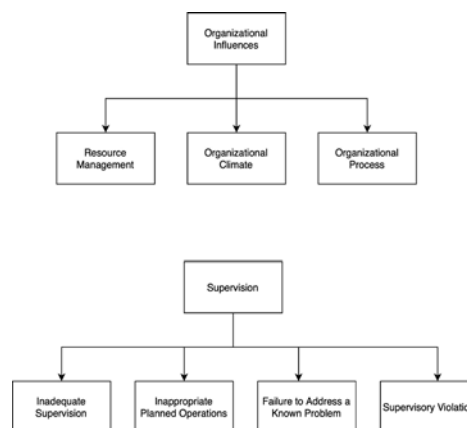 Organizational
Influences
Resource
Management
Organizational
Climate
Organizational
Process
Supervision
Inadequate
Supervision
Inappropriate
Planned Operations
Failure to Address a
Known Problem
Supervisory Violatio